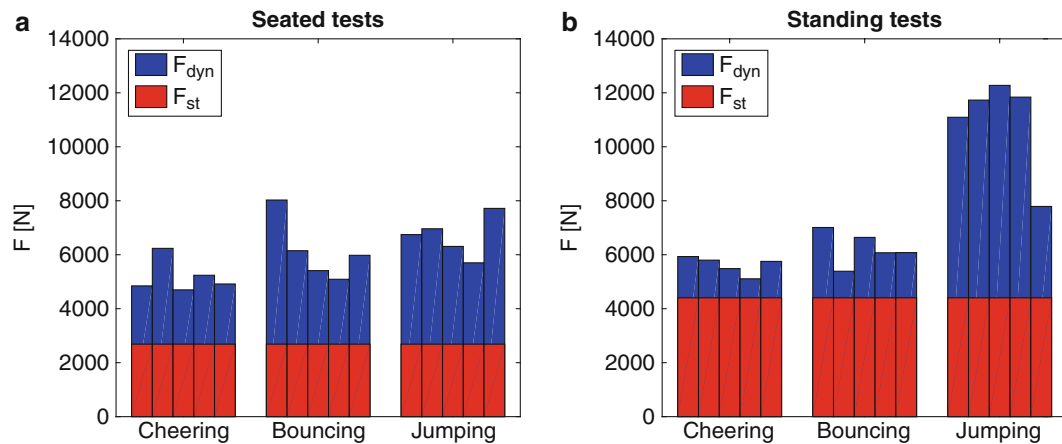 a
Seated tests
F_dyn
F_st
F [N]
14000
12000
10000
8000
6000
4000
2000
0
Cheering
Bouncing
Jumping
b
Standing tests
F_dyn
F_st
F [N]
14000
12000
10000
8000
6000
4000
2000
0
Cheering
Bouncing
Jumping